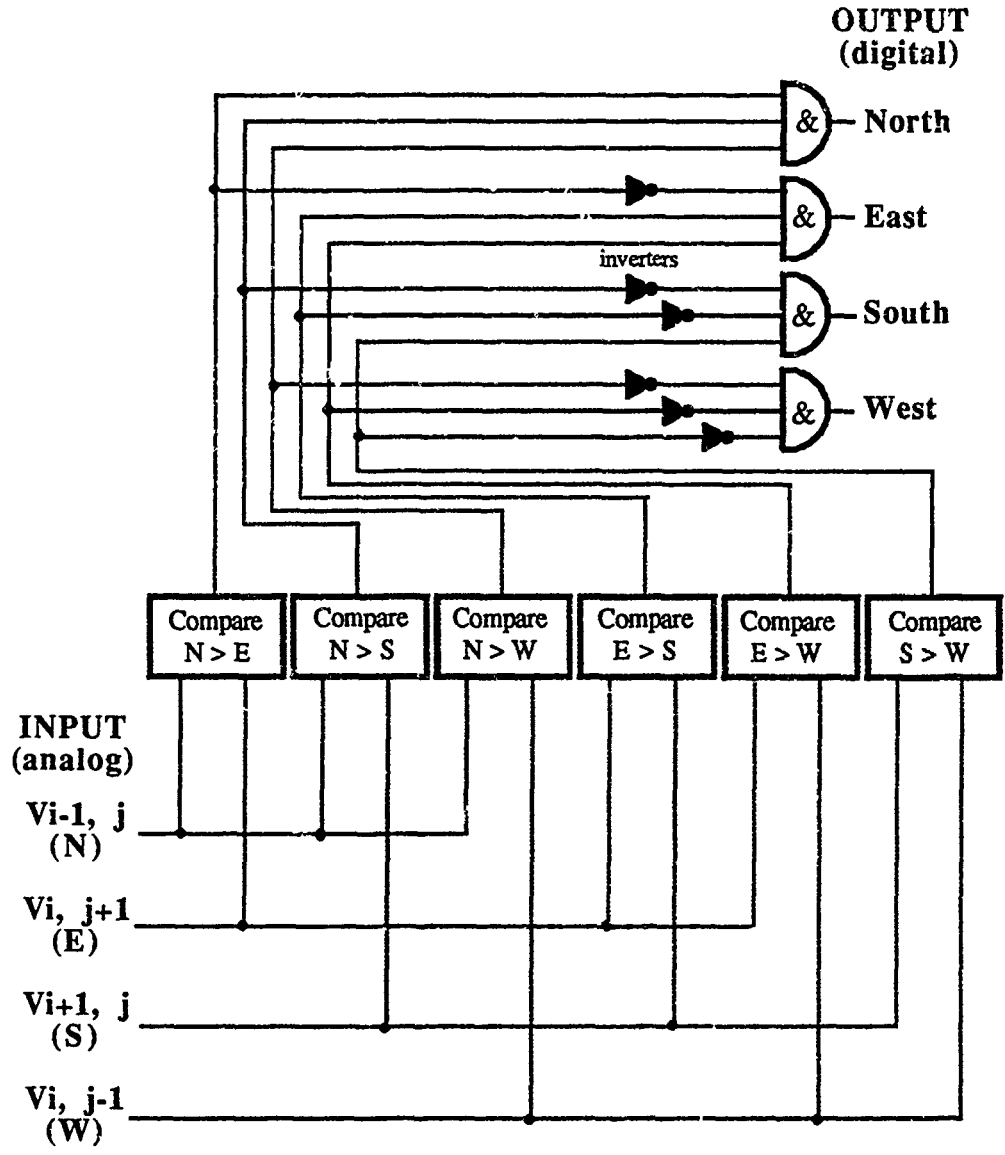 OUTPUT
(digital)
& North
& East
inverters
& South
& West
Compare
N > E
Compare
N > S
Compare
N > W
Compare
E > S
Compare
E > W
Compare
S > W
INPUT
(analog)
Vi-1, j
(N)
Vi, j+1
(E)
Vi+1, j
(S)
Vi, j-1
(W)